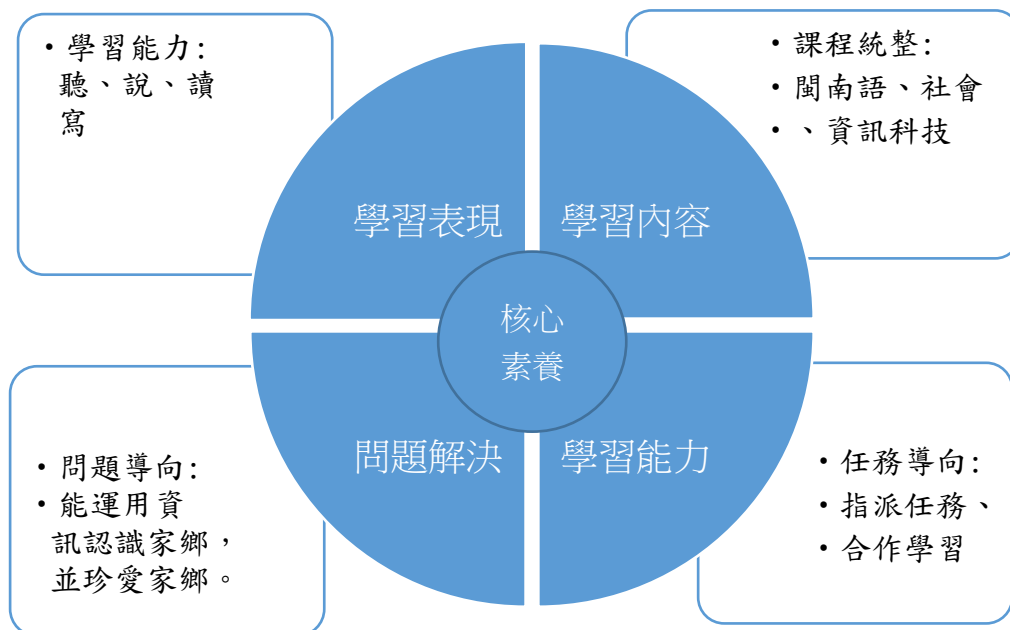 • 學習能力:
聽、說、讀
寫
• 課程統整:
• 閩南語、社會
• 、資訊科技
學習表現
學習內容
核心
素養
問題解決
學習能力
• 問題導向:
• 能運用資
訊認識家鄉，
並珍愛家鄉。
• 任務導向:
• 指派任務、
• 合作學習